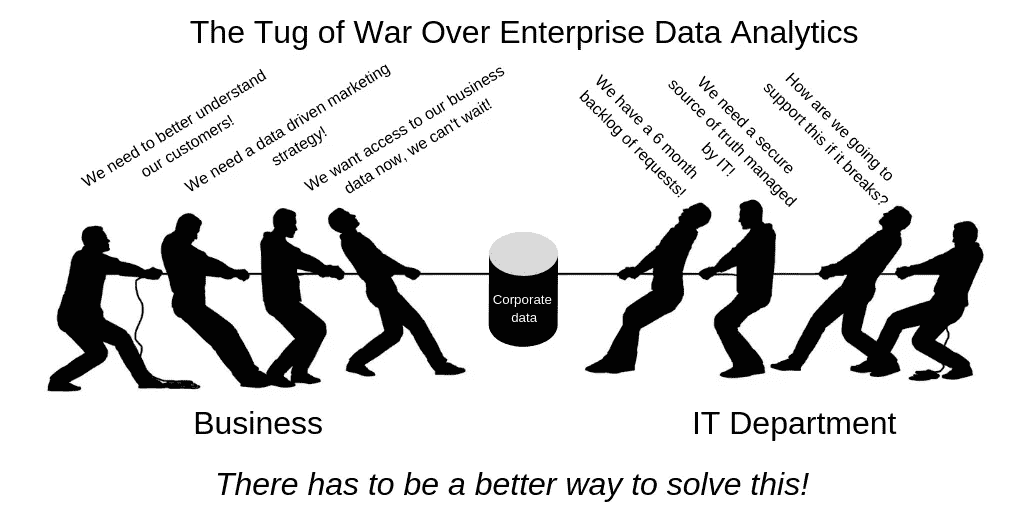 The Tug of War Over Enterprise Data Analytics
We need to better understand
our customers!
We need a data driven marketing
strategy!
We want access to our business
data now, we can't wait!
We have a 6 month
backlog of requests!
We need a secure
source of truth managed
by IT!
How are we going to
support this if it breaks?
Corporate
data
Business
IT Department
There has to be a better way to solve this!